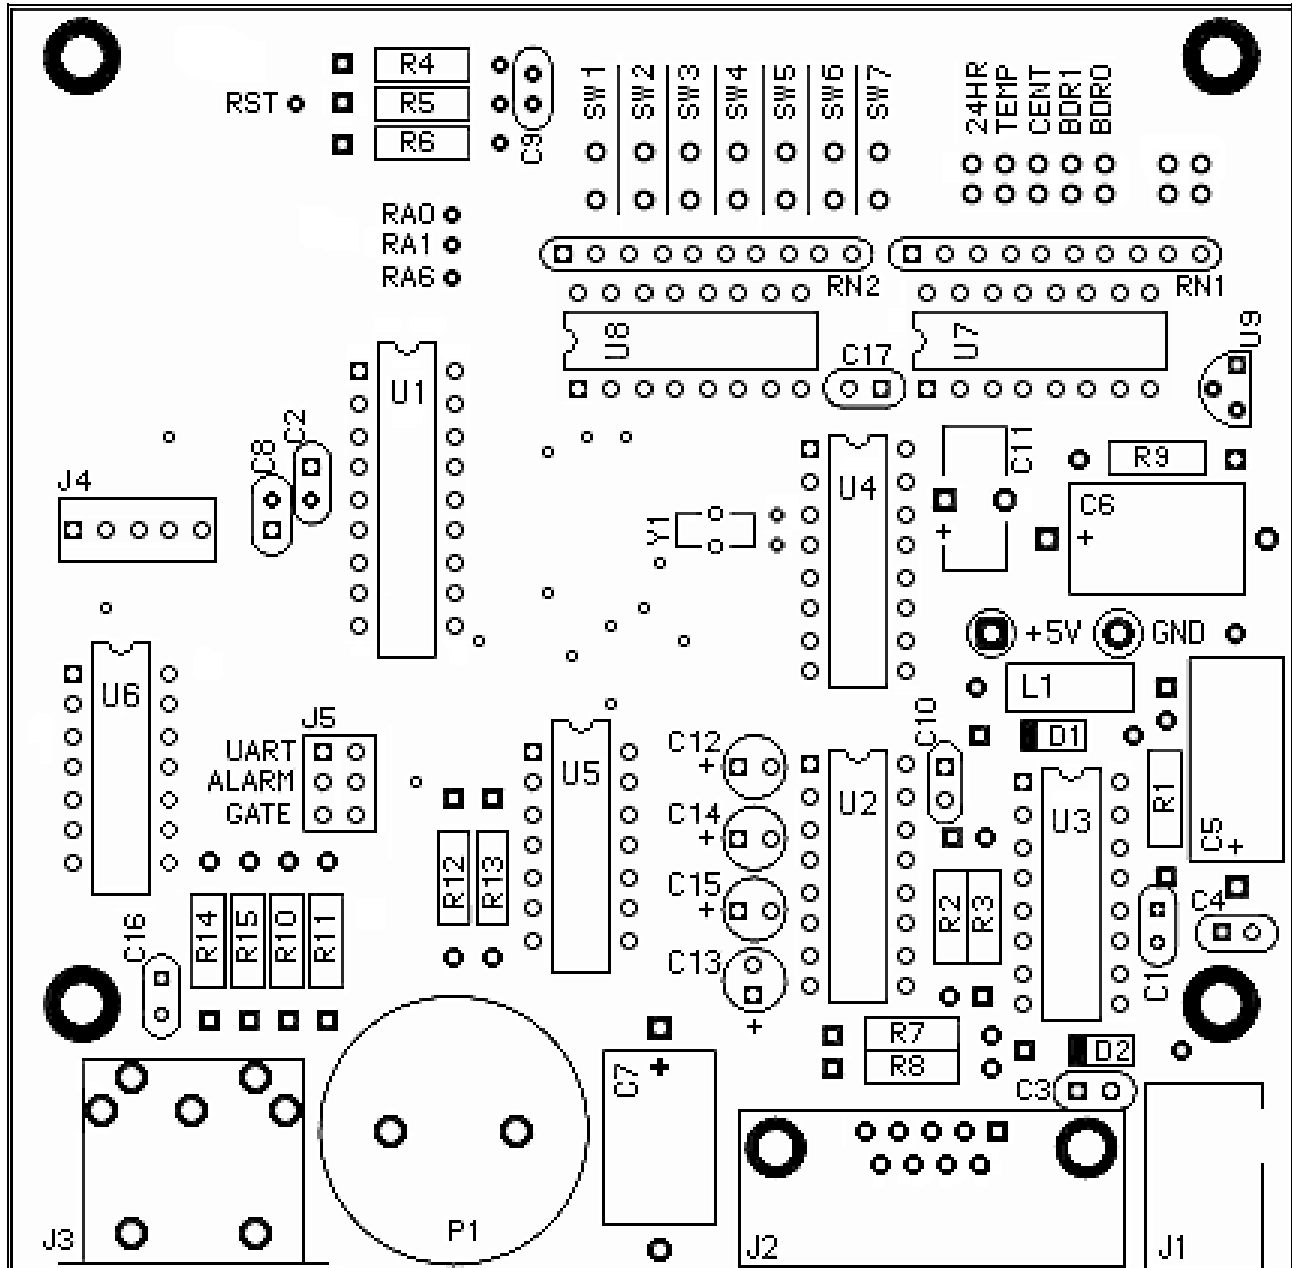 R4
RST
R5
R6
C9
SW1
SW2
SW3
SW4
SW5
SW6
SW7
24HR
TEMP
CENT
BDR1
BDR0
RA0
RA1
RA6
RN2
RN1
U8
U7
U9
C17
U1
C2
C8
C11
R9
J4
U4
C6
+
+
Y1
+5V
GND
U6
L1
J5
C10
UART
ALARM
GATE
C12
+
D1
U5
U2
U3
R1
C5
+
C14
+
R12
R13
C15
+
R2
R3
C4
C16
R14
R15
R10
R11
C13
+
C1
R7
R8
D2
C7
+
C3
J3
P1
J2
J1